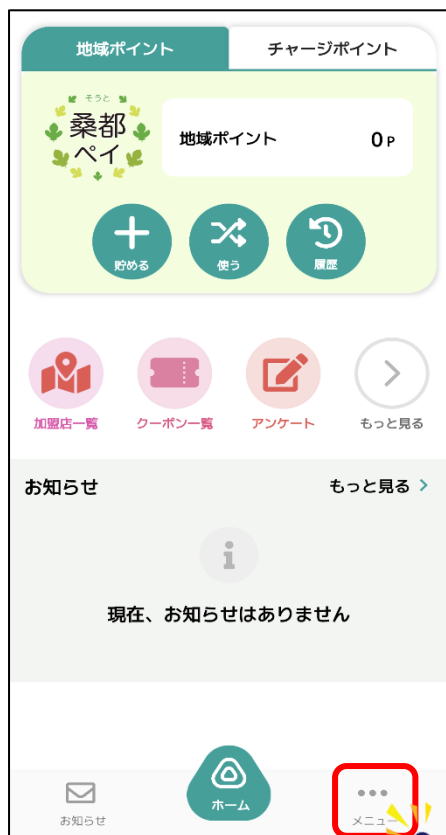 地域ポイント チャージポイント
そうと
桑都
ペイ
地域ポイント 0 P
貯める 使う 履歴
加盟店一覧 クーポン一覧 アンケート もっと見る
お知らせ もっと見る
現在、お知らせはありません
お知らせ ホーム メニュー